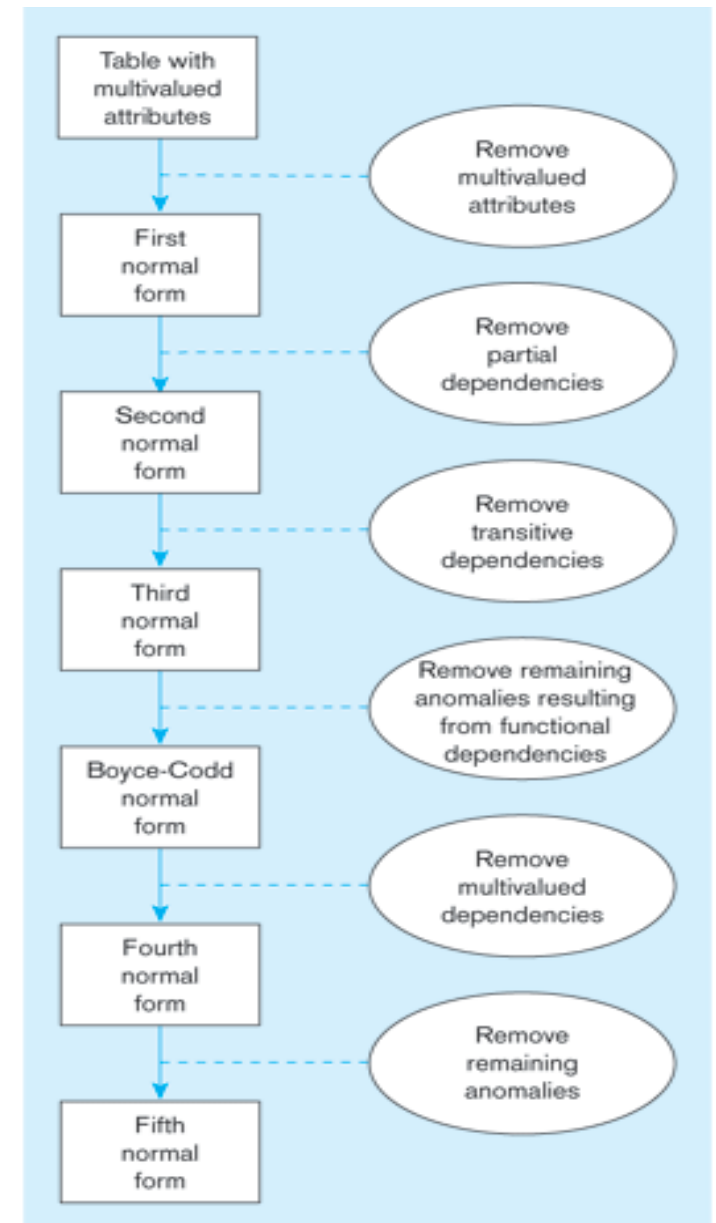 Table with
multivalued
attributes
Remove
multivalued
attributes
First
normal
form
Remove
partial
dependencies
Second
normal
form
Remove
transitive
dependencies
Third
normal
form
Remove remaining
anomalies resulting
from functional
dependencies
Boyce-Codd
normal
form
Remove
multivalued
dependencies
Fourth
normal
form
Remove
remaining
anomalies
Fifth
normal
form